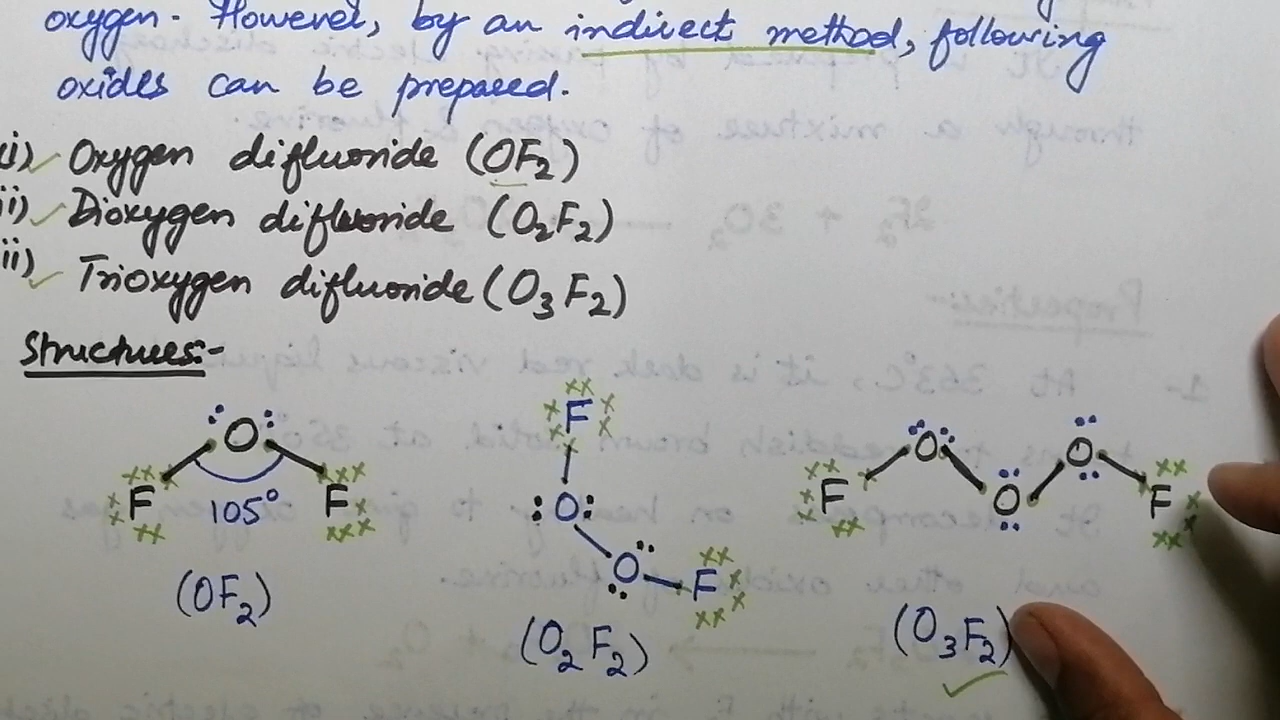 oxygen. However, by an indirect method, following
oxides can be prepared.
i) Oxygen difluoride (OF₂)
ii) Dioxygen difluoride (O₂F₂)
ii) Trioxygen difluoride (O₃F₂)
Structures:-
O F F 105°
(OF₂)
F O O F
(O₂F₂)
F O O O F
(O₃F₂)